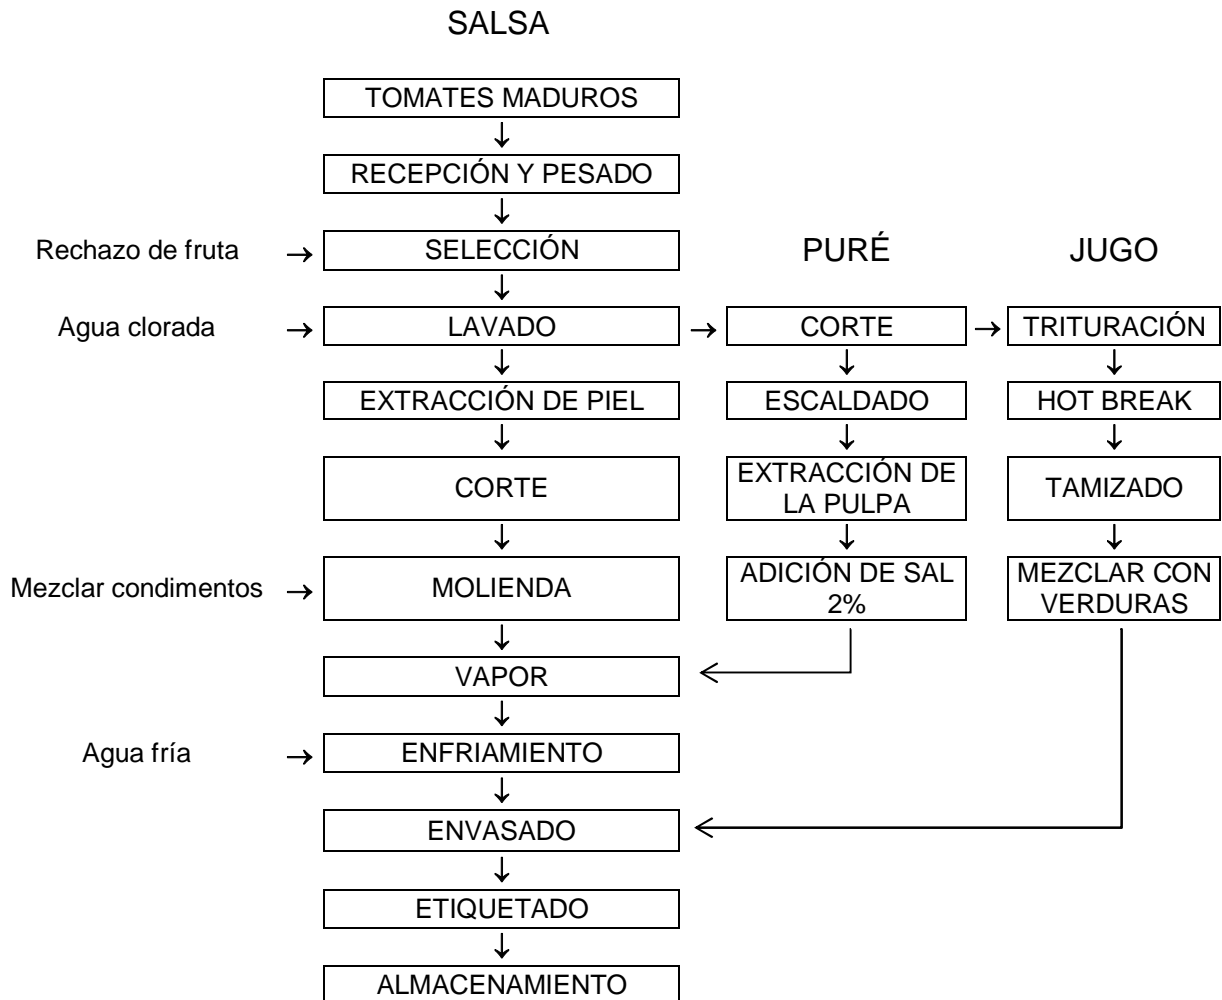 SALSA
TOMATES MADUROS
RECEPCIÓN Y PESADO
Rechazo de fruta
SELECCIÓN
PURÉ
JUGO
Agua clorada
LAVADO
CORTE
TRITURACIÓN
EXTRACCIÓN DE PIEL
ESCALDADO
HOT BREAK
CORTE
EXTRACCIÓN DE
LA PULPA
TAMIZADO
Mezclar condimentos
MOLIENDA
ADICIÓN DE SAL
2%
MEZCLAR CON
VERDURAS
VAPOR
Agua fría
ENFRIAMIENTO
ENVASADO
ETIQUETADO
ALMACENAMIENTO